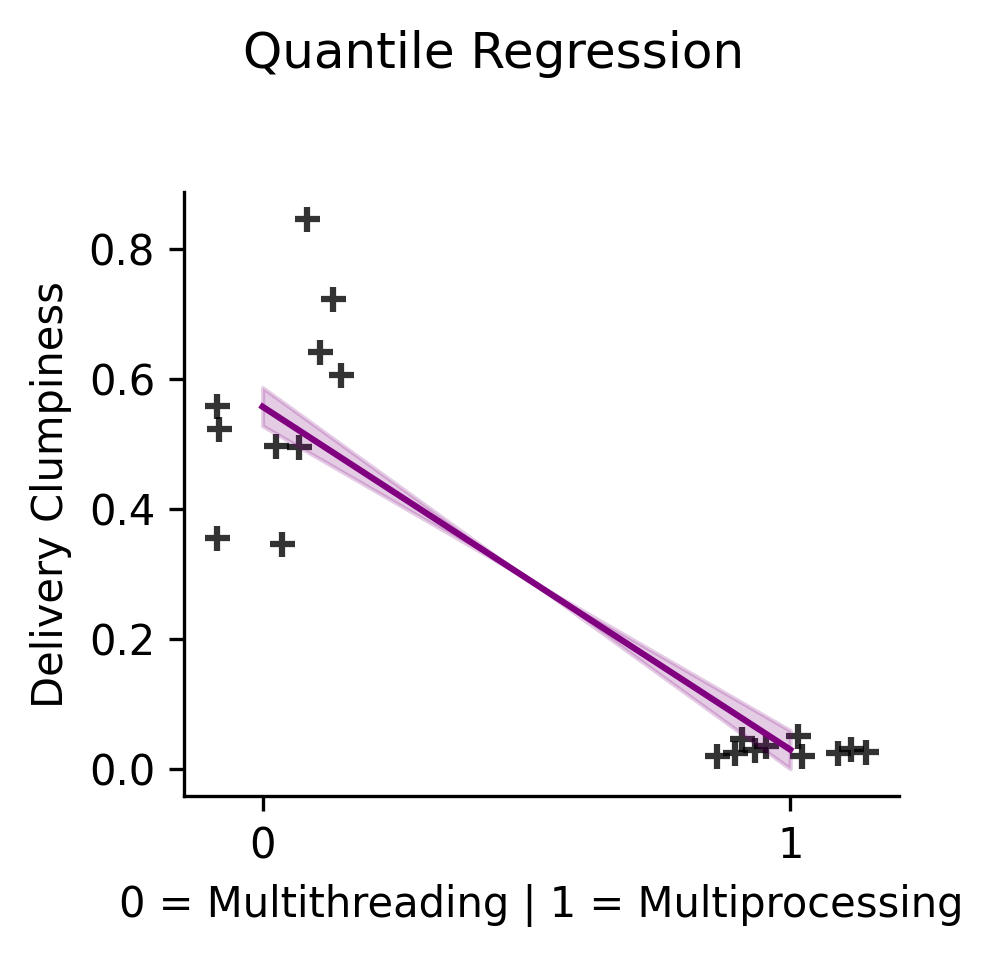 Quantile Regression
Delivery Clumpiness
0.8
0.6
0.4
0.2
0.0
0 1
0 = Multithreading | 1 = Multiprocessing